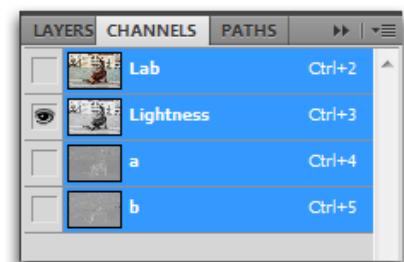 LAYERS CHANNELS PATHS
Lab Ctrl+2
Lightness Ctrl+3
a Ctrl+4
b Ctrl+5